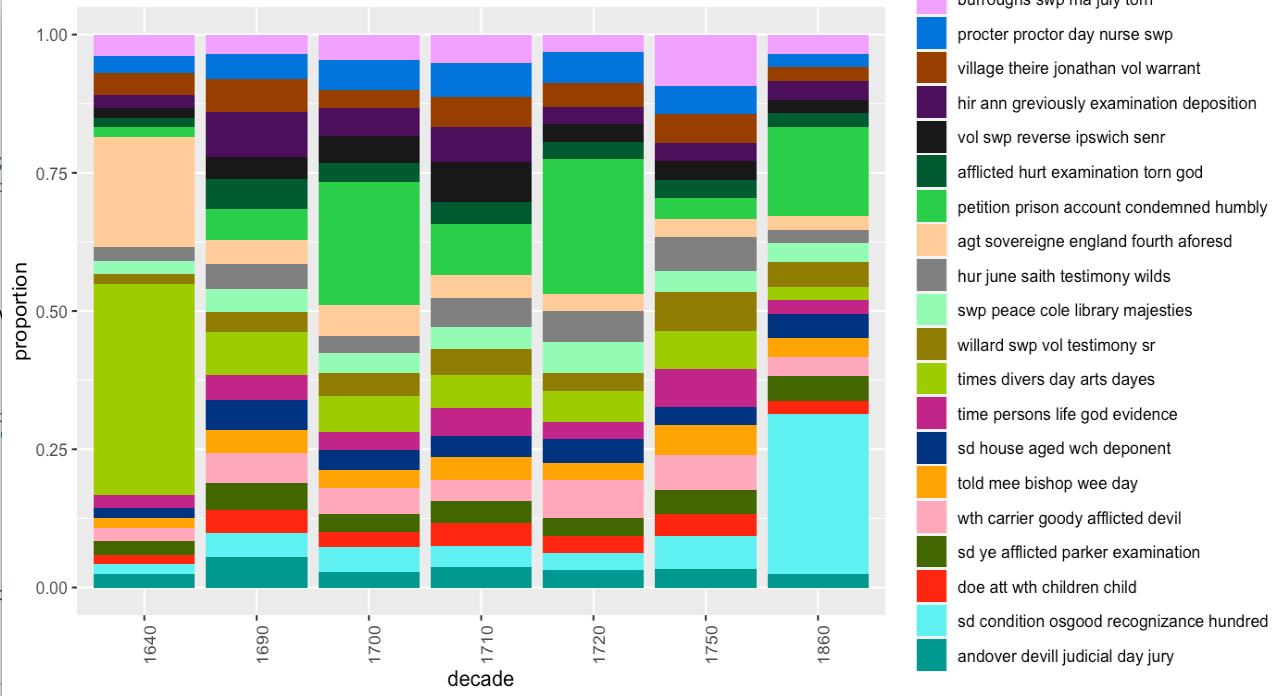 burroughs swp ma july torn
1.00
procter proctor day nurse swp
village theire jonathan vol warrant
hir ann greviously examination deposition
vol swp reverse ipswich senr
0.75
afflicted hurt examination torn god
petition prison account condemned humbly
agt sovereigne england fourth aforesd
hur june saith testimony wilds
proportion
0.50
swp peace cole library majesties
willard swp vol testimony sr
times divers day arts dayes
time persons life god evidence
0.25
sd house aged wch deponent
told mee bishop wee day
wth carrier goody afflicted devil
sd ye afflicted parker examination
0.00
doe att wth children child
sd condition osgood recognizance hundred
andover devill judicial day jury
1640 1690 1700 1710 1720 1750 1860
decade